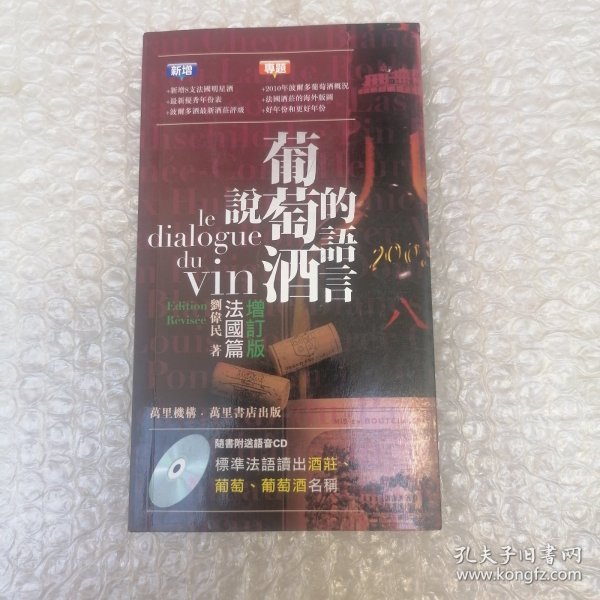 新增
+新增8支法國明星酒
+最新優秀年份表
+波爾多酒最新酒莊評級
專題
+2010年波爾多葡萄酒概況
+法國酒莊的海外版圖
+好年份和更好年份
說葡萄酒的語言
le
dialogue
du
vin
Edition
Révisée
增訂版
法國篇
劉偉民 著
200
八
MIS EN BOUTEILLE
萬里機構·萬里書店出版
隨書附送語音CD
標準法語讀出酒莊、
葡萄、葡萄酒名稱
孔夫子旧书网
www.kongfz.com